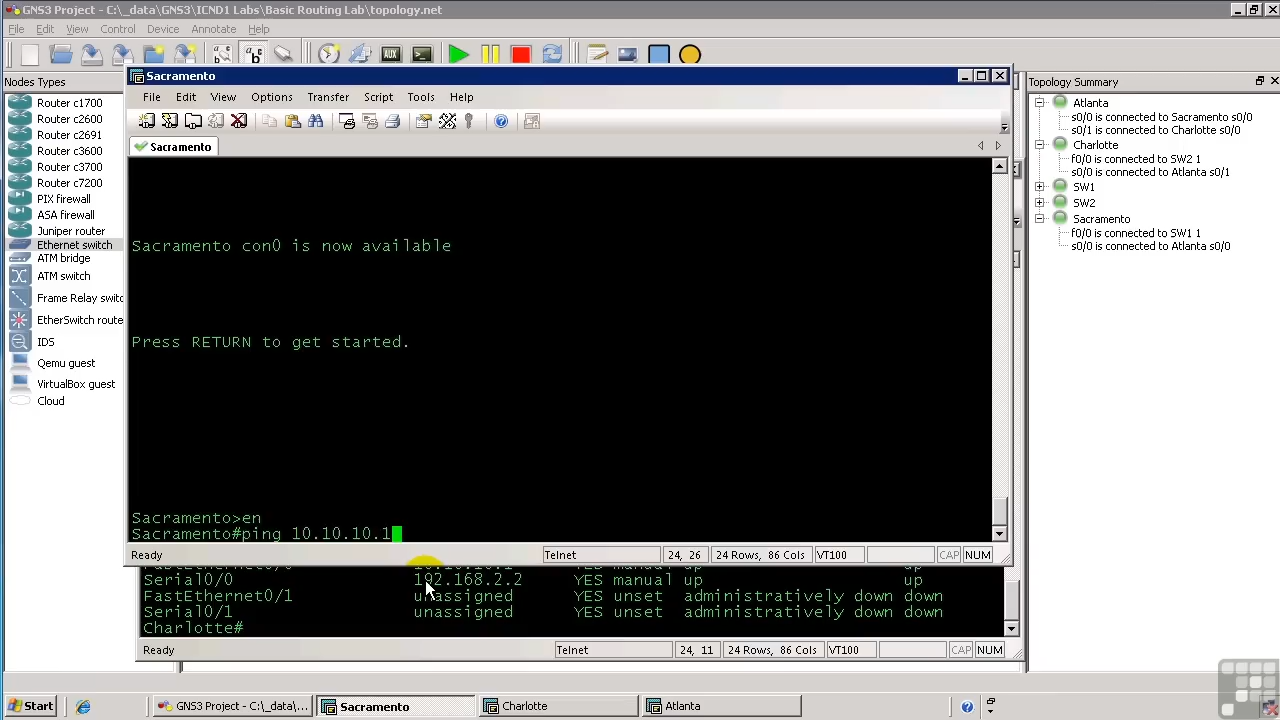 GNS3 Project - C:\_data\GNS3\ICND1 Labs\Basic Routing Lab\topology.net
File Edit View Control Device Annotate Help
AUX
Nodes Types
Router c1700
Router c2600
Router c2691
Router c3600
Router c3700
Router c7200
PIX firewall
ASA firewall
Juniper router
Ethernet switch
ATM bridge
ATM switch
Frame Relay switc
EtherSwitch route
IDS
Qemu guest
VirtualBox guest
Cloud
Sacramento
File Edit View Options Transfer Script Tools Help
Sacramento
Sacramento con0 is now available
Press RETURN to get started.
Sacramento>en
Sacramento#ping 10.10.10.1
Ready Telnet 24, 26 24 Rows, 86 Cols VT100 CAP NUM
Serial0/0 192.168.2.2 YES manual up up
FastEthernet0/1 unassigned YES unset administratively down down
Serial0/1 unassigned YES unset administratively down down
Charlotte#
Ready Telnet 24, 11 24 Rows, 86 Cols VT100 CAP NUM
Topology Summary
Atlanta
s0/0 is connected to Sacramento s0/0
s0/1 is connected to Charlotte s0/0
Charlotte
f0/0 is connected to SW2 1
s0/0 is connected to Atlanta s0/1
SW1
SW2
Sacramento
f0/0 is connected to SW1 1
s0/0 is connected to Atlanta s0/0
Start GNS3 Project - C:\_data\... Sacramento Charlotte Atlanta